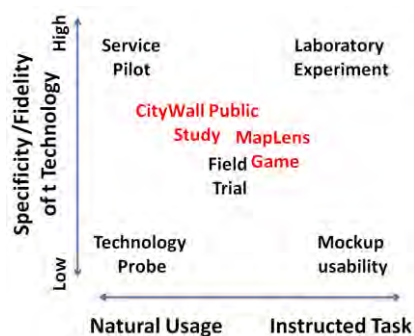 High
Service
Pilot
Laboratory
Experiment
CityWall Public
Study
MapLens
Game
Field
Trial
Specificity/Fidelity
of t Technology
Technology
Probe
Mockup
usability
Low
Natural Usage
Instructed Task